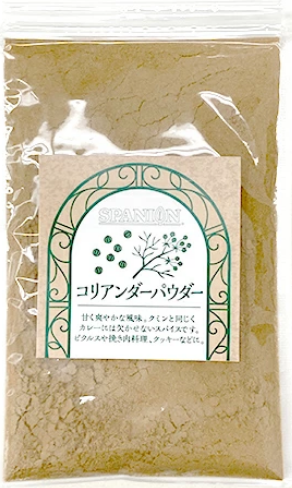 SPANION
コリアンダーパウダー
甘く爽やかな風味。クミンと同じく
カレーには欠かせないスパイスです。
ピクルスや挽き肉料理、クッキーなどに。